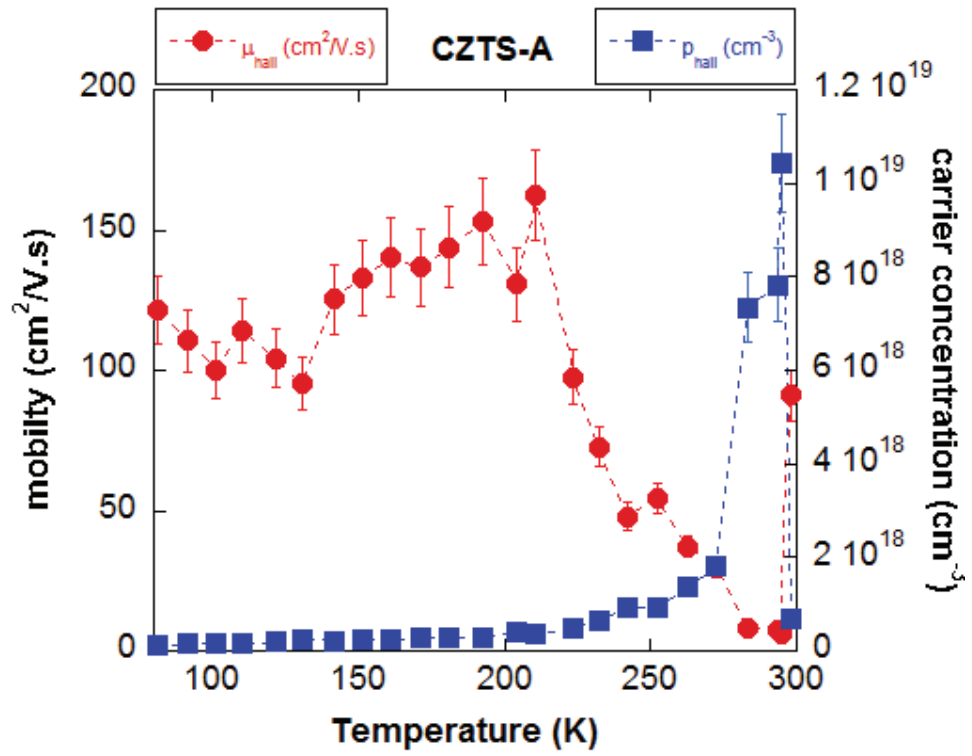 μhall (cm²/V.s)
CZTS-A
phall (cm⁻³)
200
150
100
50
0
mobilty (cm²/V.s)
1.2 10¹⁹
1 10¹⁹
8 10¹⁸
6 10¹⁸
4 10¹⁸
2 10¹⁸
0
carrier concentration (cm⁻³)
100
150
200
250
300
Temperature (K)